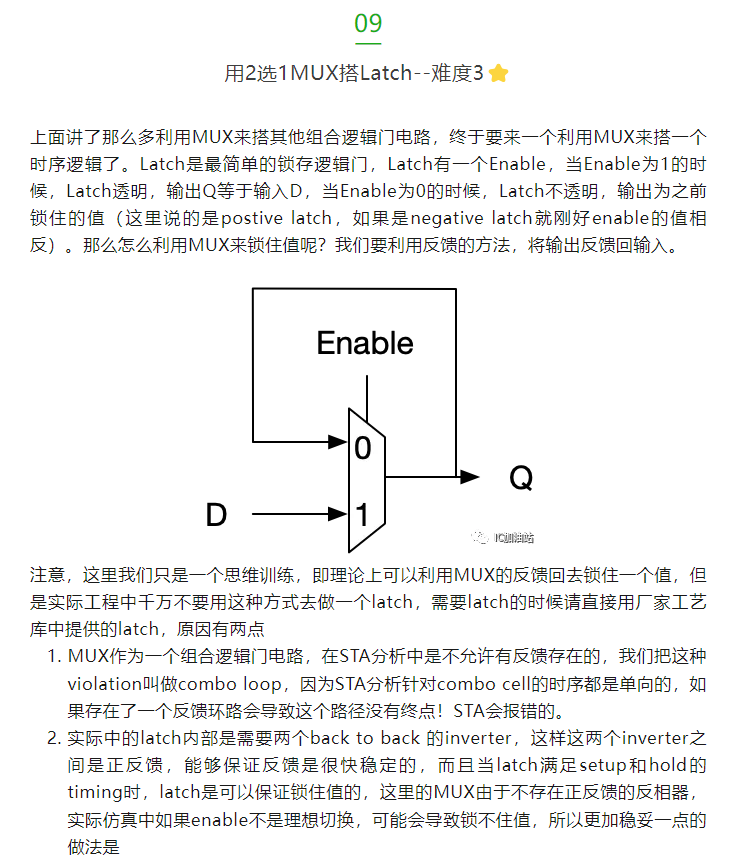 09
用2选1MUX搭Latch--难度3
上面讲了那么多利用MUX来搭其他组合逻辑门电路，终于要来一个利用MUX来搭一个
时序逻辑了。Latch是最简单的锁存逻辑门，Latch有一个Enable，当Enable为1的时
候，Latch透明，输出Q等于输入D，当Enable为0的时候，Latch不透明，输出为之前
锁住的值（这里说的是postive latch，如果是negative latch就刚好enable的值相
反）。那么怎么利用MUX来锁住值呢？我们要利用反馈的方法，将输出反馈回输入。
Enable
0
Q
D
1
IC加油站
注意，这里我们只是一个思维训练，即理论上可以利用MUX的反馈回去锁住一个值，但
是实际工程中千万不要用这种方式去做一个latch，需要latch的时候请直接用厂家工艺
库中提供的latch，原因有两点
1. MUX作为一个组合逻辑门电路，在STA分析中是不允许有反馈存在的，我们把这种
violation叫做combo loop，因为STA分析针对combo cell的时序都是单向的，如
果存在了一个反馈环路会导致这个路径没有终点！STA会报错的。
2. 实际中的latch内部是需要两个back to back 的inverter，这样这两个inverter之
间是正反馈，能够保证反馈是很快稳定的，而且当latch满足setup和hold的
timing时，latch是可以保证锁住值的，这里的MUX由于不存在正反馈的反相器，
实际仿真中如果enable不是理想切换，可能会导致锁不住值，所以更加稳妥一点的
做法是